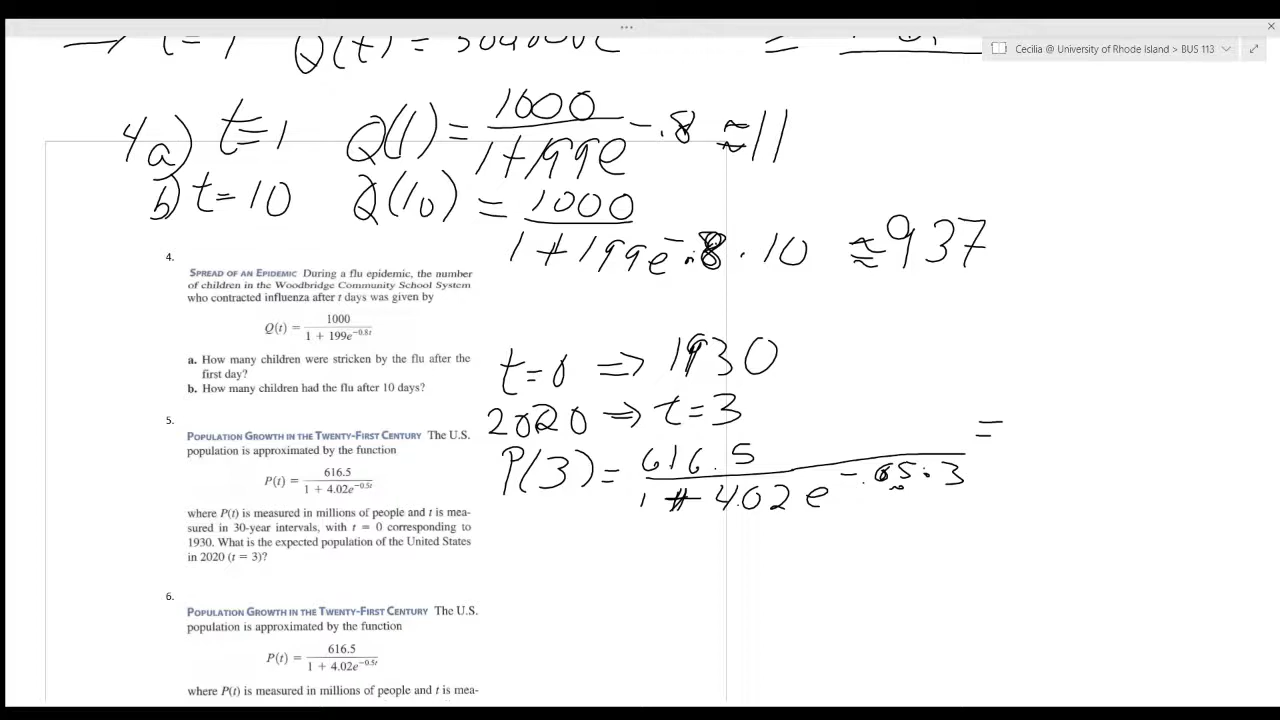 Cecilia @ University of Rhode Island > BUS 113
4a) t=1 Q(1) = 1000 / 1+199e^-.8 ≈11
b) t=10 Q(10) = 1000 / 1+199e^-.8·10 ≈937
4.
SPREAD OF AN EPIDEMIC During a flu epidemic, the number
of children in the Woodbridge Community School System
who contracted influenza after t days was given by
Q(t) = 1000 / 1 + 199e^-0.8t
a. How many children were stricken by the flu after the
first day?
b. How many children had the flu after 10 days?
t=0 => 1930
2020 => t=3
P(3) = 616.5 / 1+4.02e^-.5·3 =
5.
POPULATION GROWTH IN THE TWENTY-FIRST CENTURY The U.S.
population is approximated by the function
P(t) = 616.5 / 1 + 4.02e^-0.5t
where P(t) is measured in millions of people and t is mea-
sured in 30-year intervals, with t = 0 corresponding to
1930. What is the expected population of the United States
in 2020 (t = 3)?
6.
POPULATION GROWTH IN THE TWENTY-FIRST CENTURY The U.S.
population is approximated by the function
P(t) = 616.5 / 1 + 4.02e^-0.5t
where P(t) is measured in millions of people and t is mea-